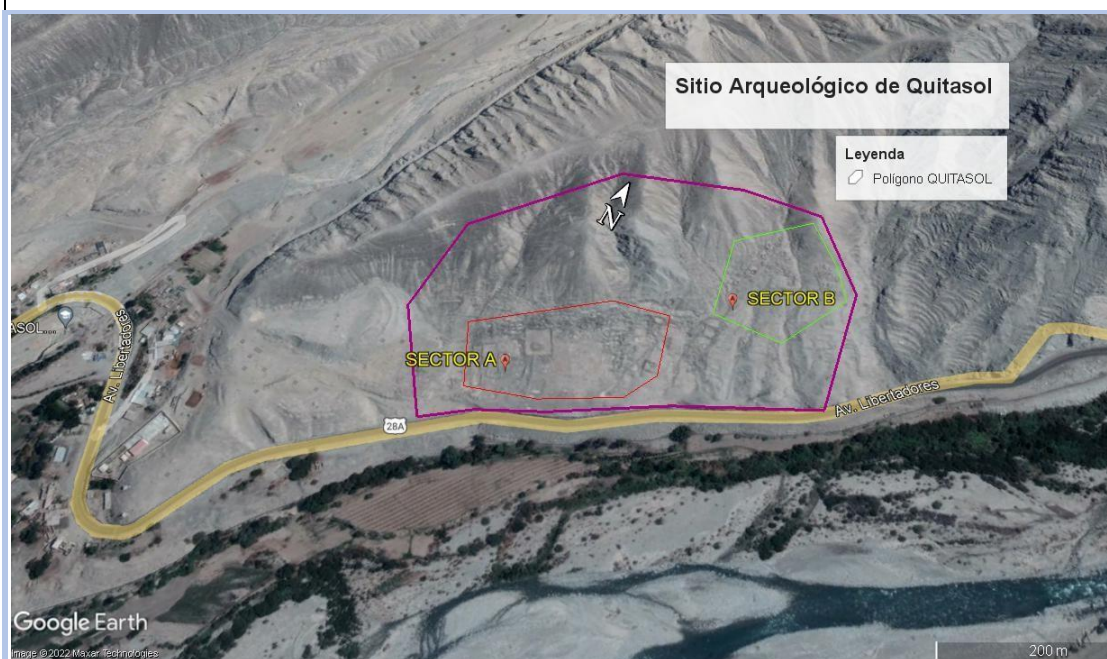 Sitio Arqueológico de Quitasol
Leyenda
Polígono QUITASOL
N
SECTOR B
SECTOR A
ASOL...
Av. Libertadores
Av. Libertadores
28A
Google Earth
Image © 2022 Maxar Technologies
200 m